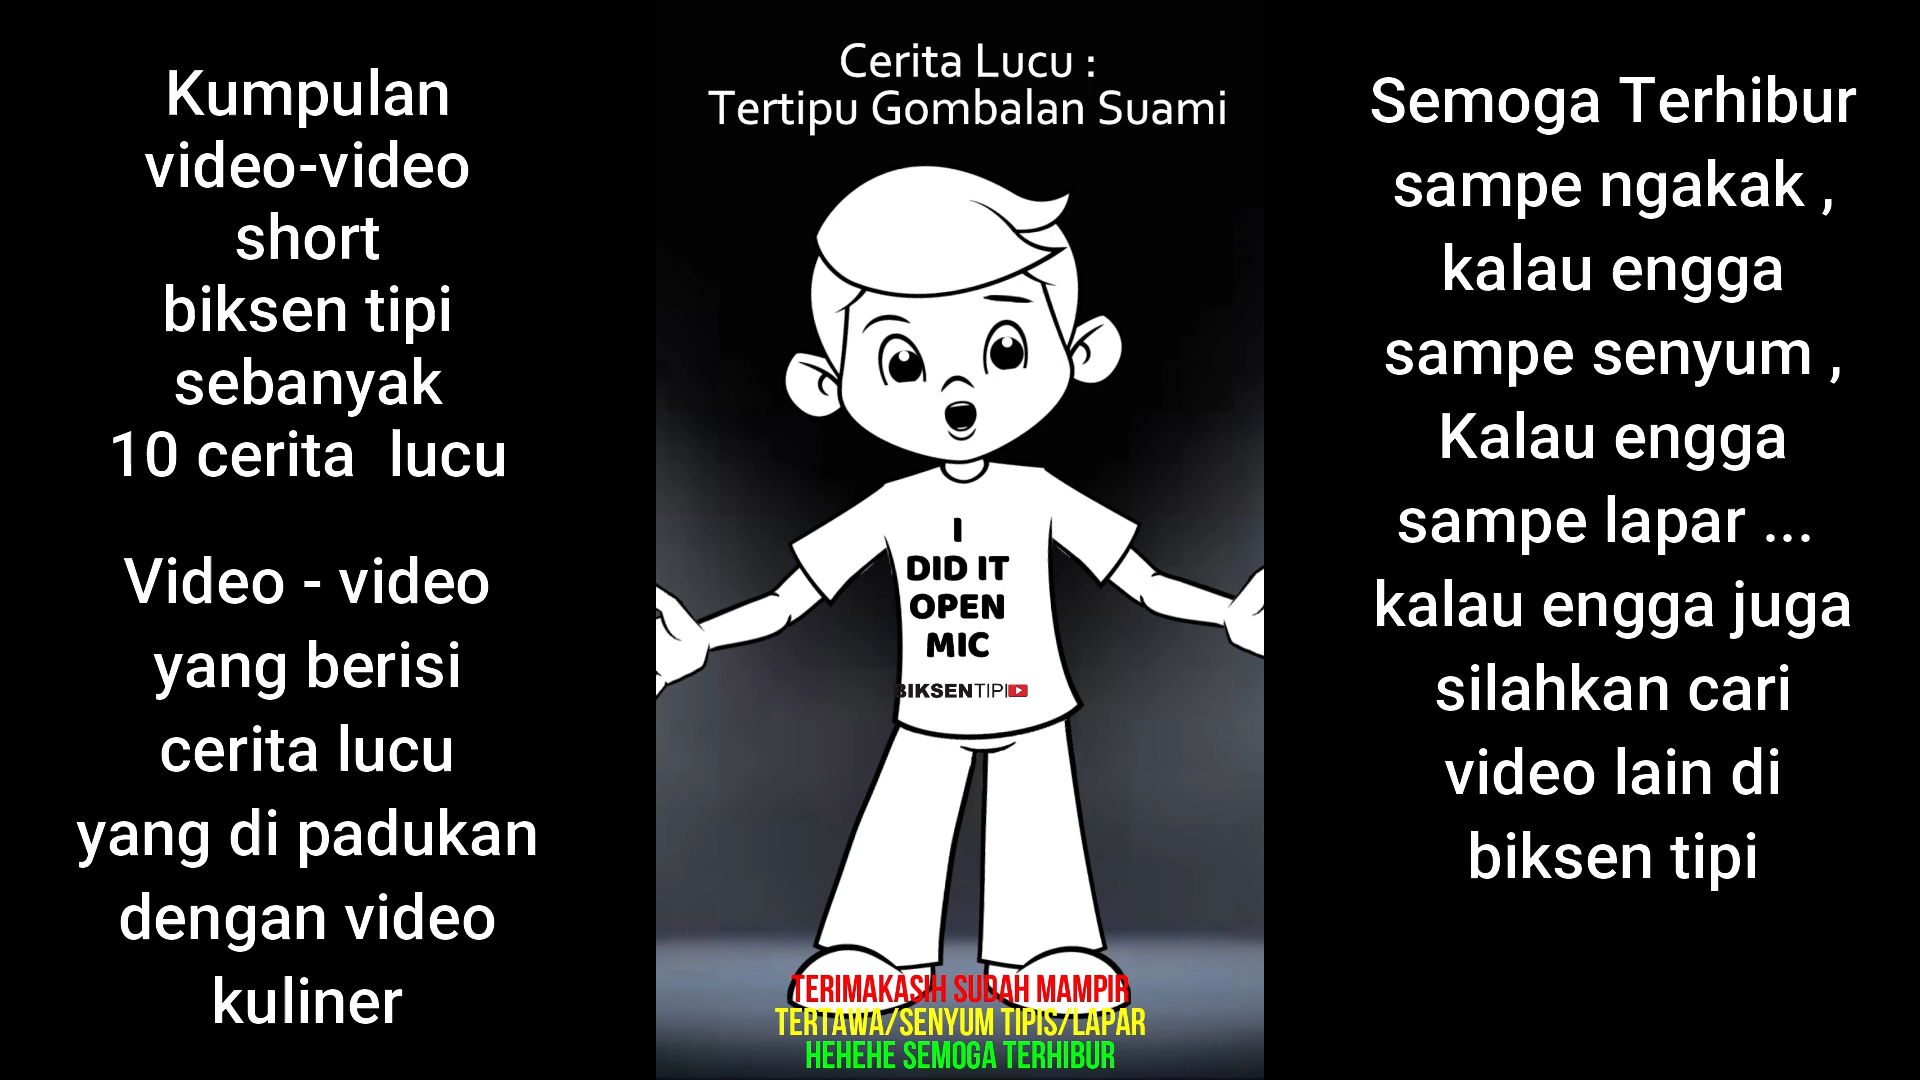 Kumpulan
video-video
short
biksen tipi
sebanyak
10 cerita lucu
Video - video
yang berisi
cerita lucu
yang di padukan
dengan video
kuliner
Cerita Lucu :
Tertipu Gombalan Suami
I
DID IT
OPEN
MIC
BIKSENTIPI
TERIMAKASIH SUDAH MAMPIR
TERTAWA/SENYUM TIPIS/LAPAR
HEHEHE SEMOGA TERHIBUR
Semoga Terhibur
sampe ngakak ,
kalau engga
sampe senyum ,
Kalau engga
sampe lapar ...
kalau engga juga
silahkan cari
video lain di
biksen tipi